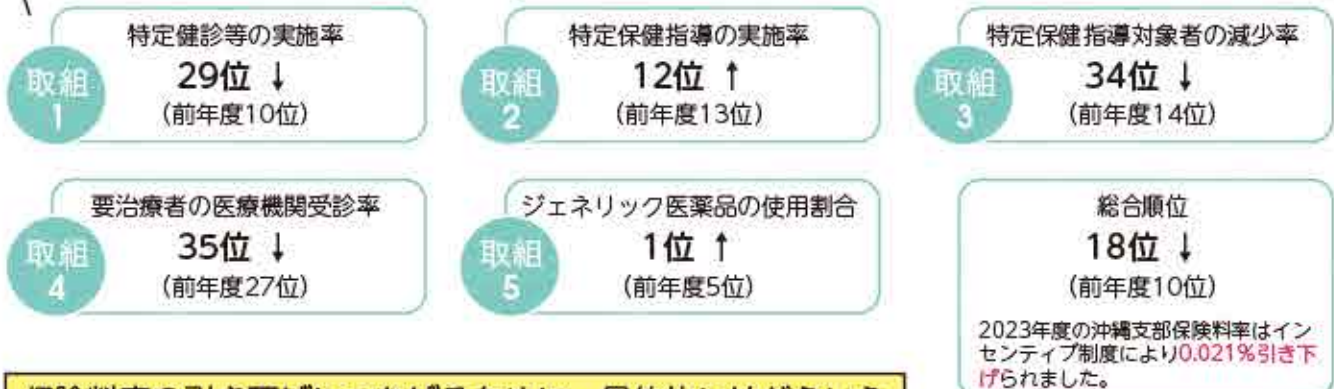 特定健診等の実施率
取組
1
29位 ↓
(前年度10位)
特定保健指導の実施率
取組
2
12位 ↑
(前年度13位)
特定保健指導対象者の減少率
取組
3
34位 ↓
(前年度14位)
要治療者の医療機関受診率
取組
4
35位 ↓
(前年度27位)
ジェネリック医薬品の使用割合
取組
5
1位 ↑
(前年度5位)
総合順位
18位 ↓
(前年度10位)
2023年度の沖縄支部保険料率はイン
センティブ制度により0.021%引き下
げられました。